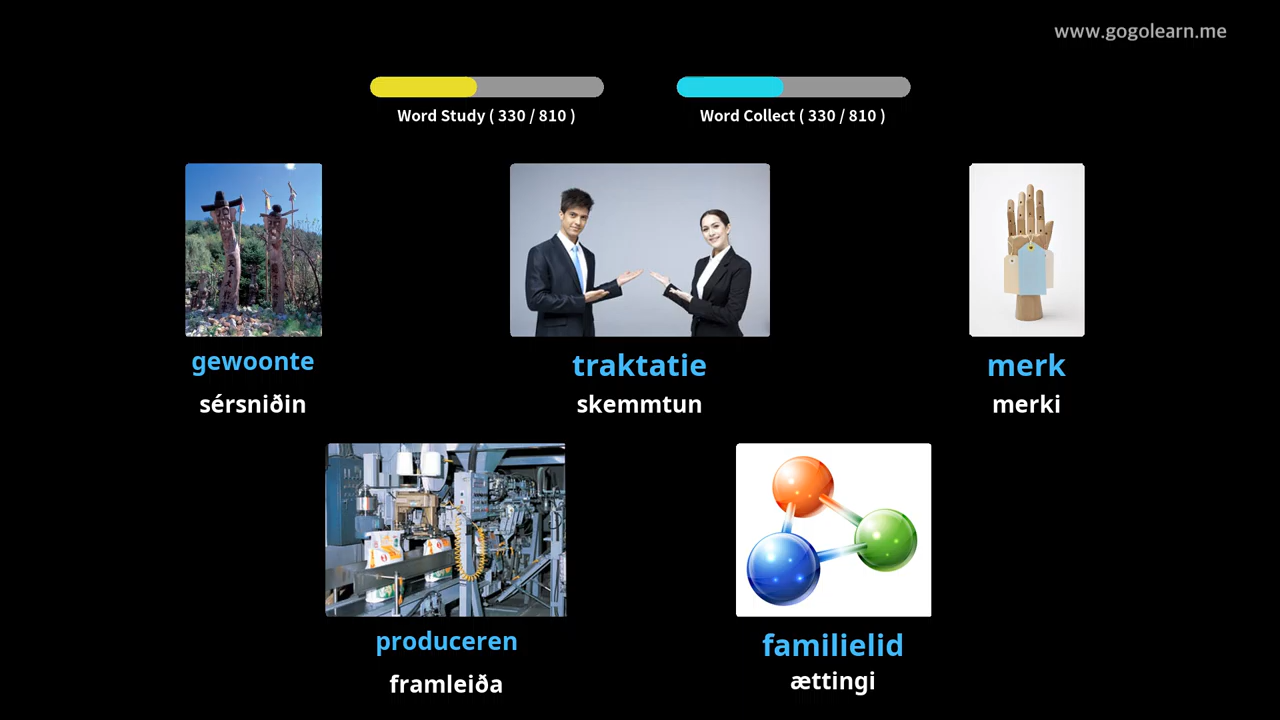 www.gogolearn.me
Word Study ( 330 / 810 )
Word Collect ( 330 / 810 )
gewoonte
sérsniðin
traktatie
skemmtun
merk
merki
produceren
framleiða
familielid
ættingi